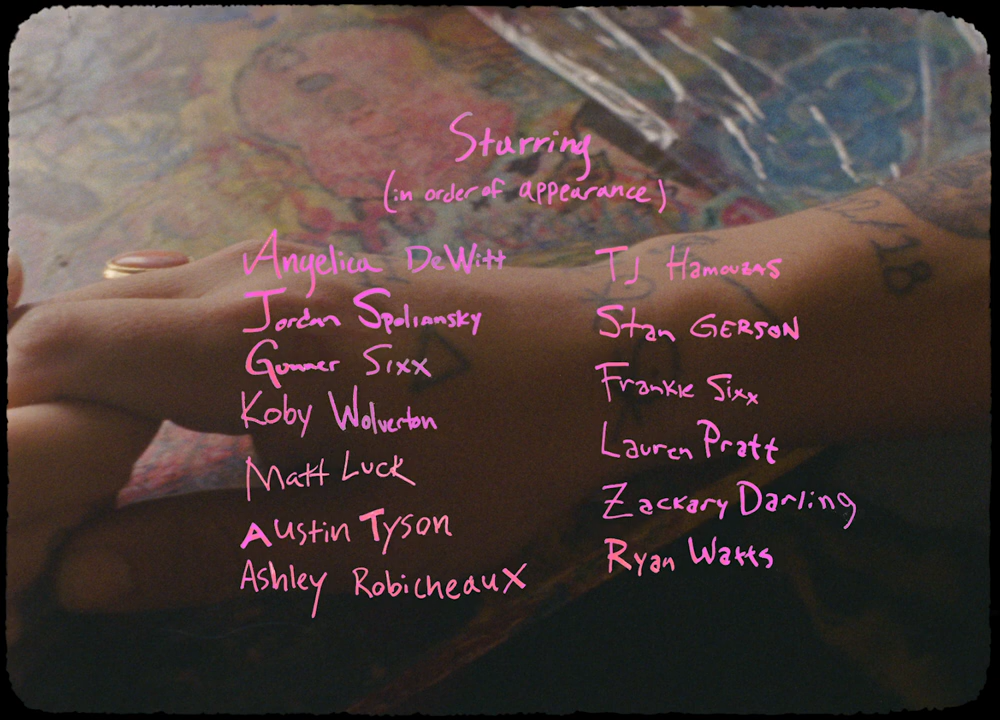 Starring
(in order of appearance)
Angelica DeWitt
Jordan Spoliansky
Gunner Sixx
Koby Wolverton
Matt Luck
Austin Tyson
Ashley Robicheaux
TJ Hamouzas
Stan GERSON
Frankie Sixx
Lauren Pratt
Zackary Darling
Ryan Watts
18